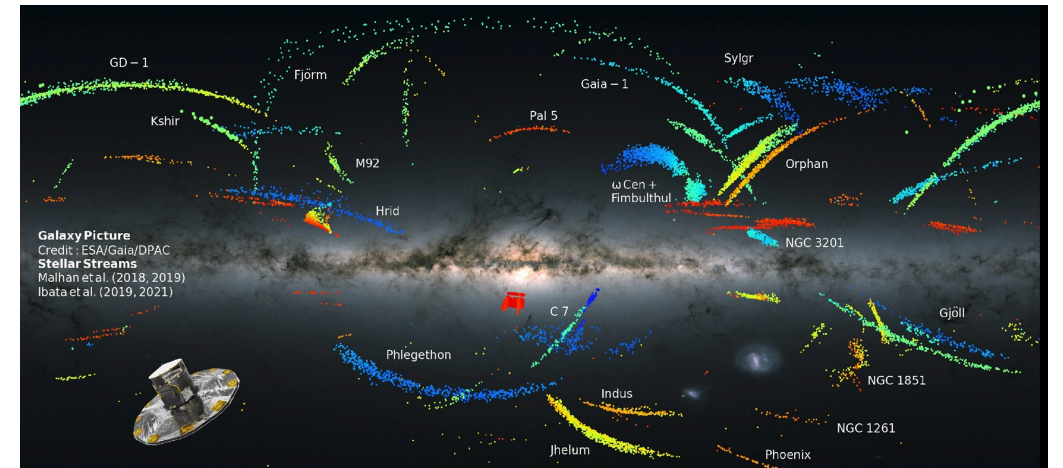 GD – 1
Fjörm
Sylgr
Gaia – 1
Kshir
Pal 5
M92
Orphan
ω Cen +
Fimbulthul
Hrid
NGC 3201
Galaxy Picture
Credit : ESA/Gaia/DPAC
Stellar Streams
Malhan et al. (2018, 2019)
Ibata et al. (2019, 2021)
C 7
Gjöll
Phlegethon
NGC 1851
Indus
NGC 1261
Jhelum
Phoenix